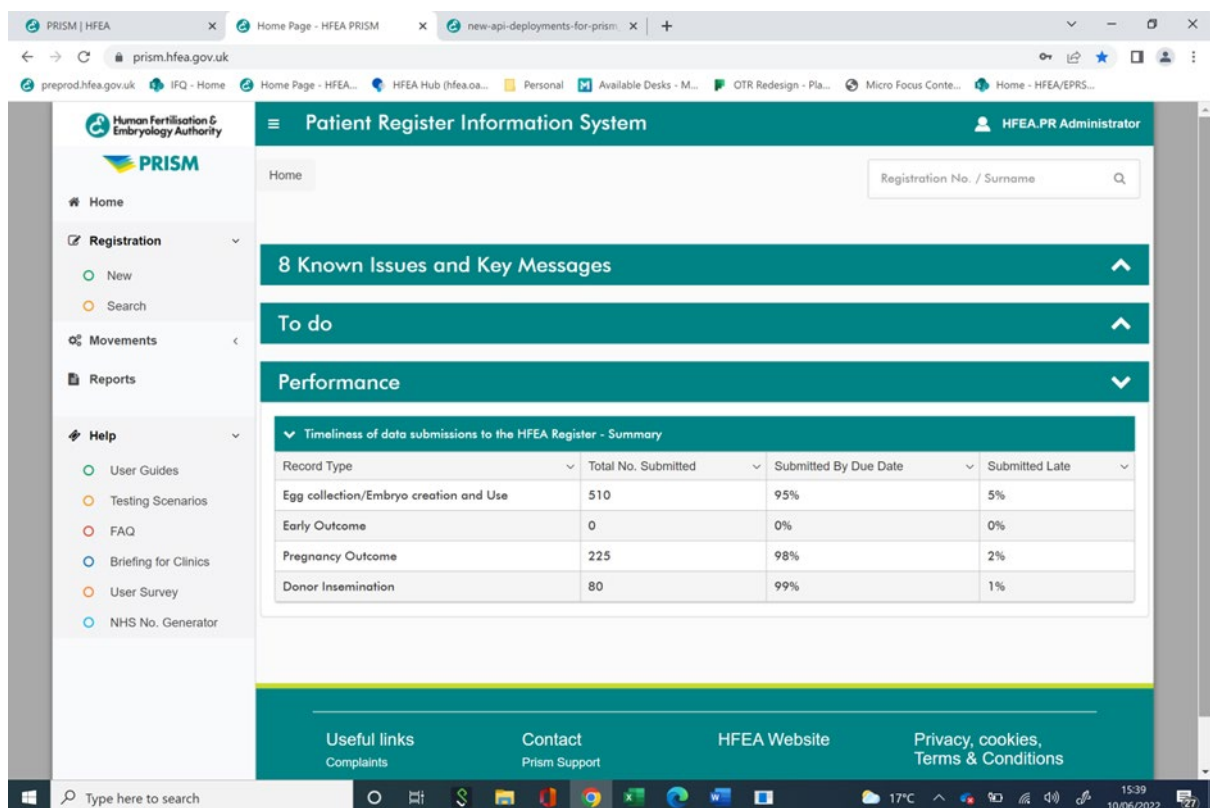 PRISM | HFEA
Home Page - HFEA PRISM
new-api-deployments-for-prism
prism.hfea.gov.uk
preprod.hfea.gov.uk IFQ - Home Home Page - HFEA... HFEA Hub (hfea.oa... Personal Available Desks - M... OTR Redesign - Pla... Micro Focus Conte... Home - HFEA/EPRS...
Human Fertilisation &
Embryology Authority
PRISM
Home
Registration
New
Search
Movements
Reports
Help
User Guides
Testing Scenarios
FAQ
Briefing for Clinics
User Survey
NHS No. Generator
Patient Register Information System
HFEA.PR Administrator
Home
Registration No. / Surname
8 Known Issues and Key Messages
To do
Performance
Timeliness of data submissions to the HFEA Register - Summary
Record Type Total No. Submitted Submitted By Due Date Submitted Late
Egg collection/Embryo creation and Use 510 95% 5%
Early Outcome 0 0% 0%
Pregnancy Outcome 225 98% 2%
Donor Insemination 80 99% 1%
Useful links
Complaints
Contact
Prism Support
HFEA Website
Privacy, cookies,
Terms & Conditions
Type here to search
17°C
15:39
10/06/2022
27